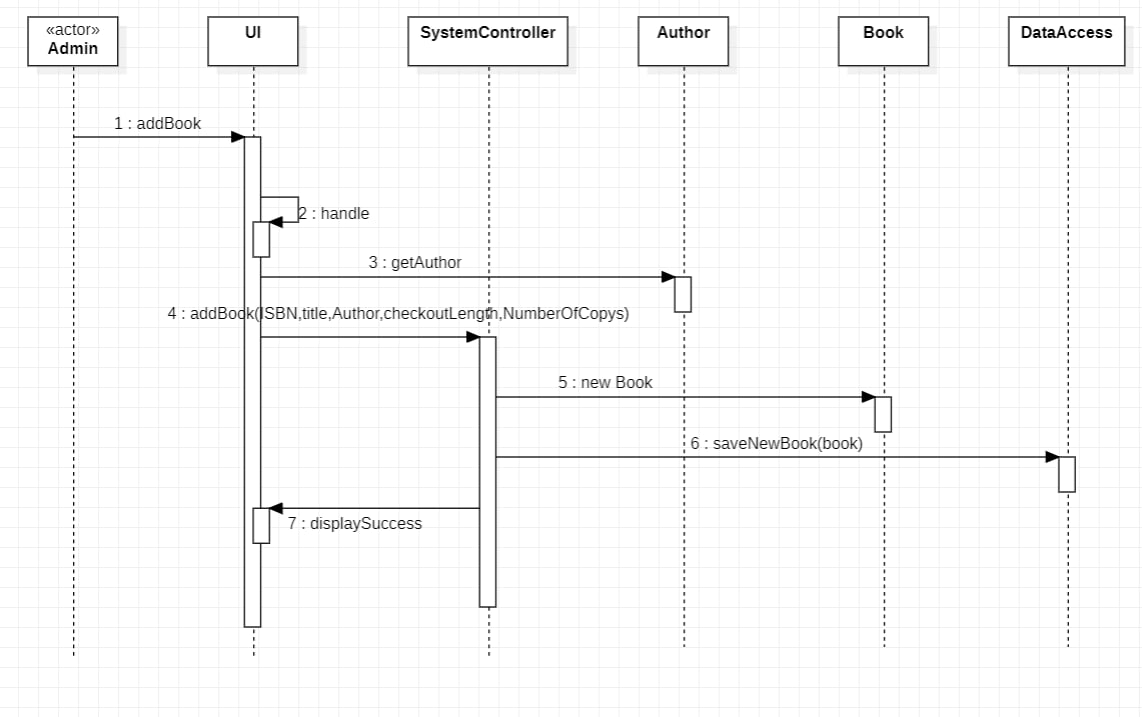 «actor»
Admin
UI
SystemController
Author
Book
DataAccess
1 : addBook
2 : handle
3 : getAuthor
4 : addBook(ISBN,title,Author,checkoutLength,NumberOfCopys)
5 : new Book
6 : saveNewBook(book)
7 : displaySuccess